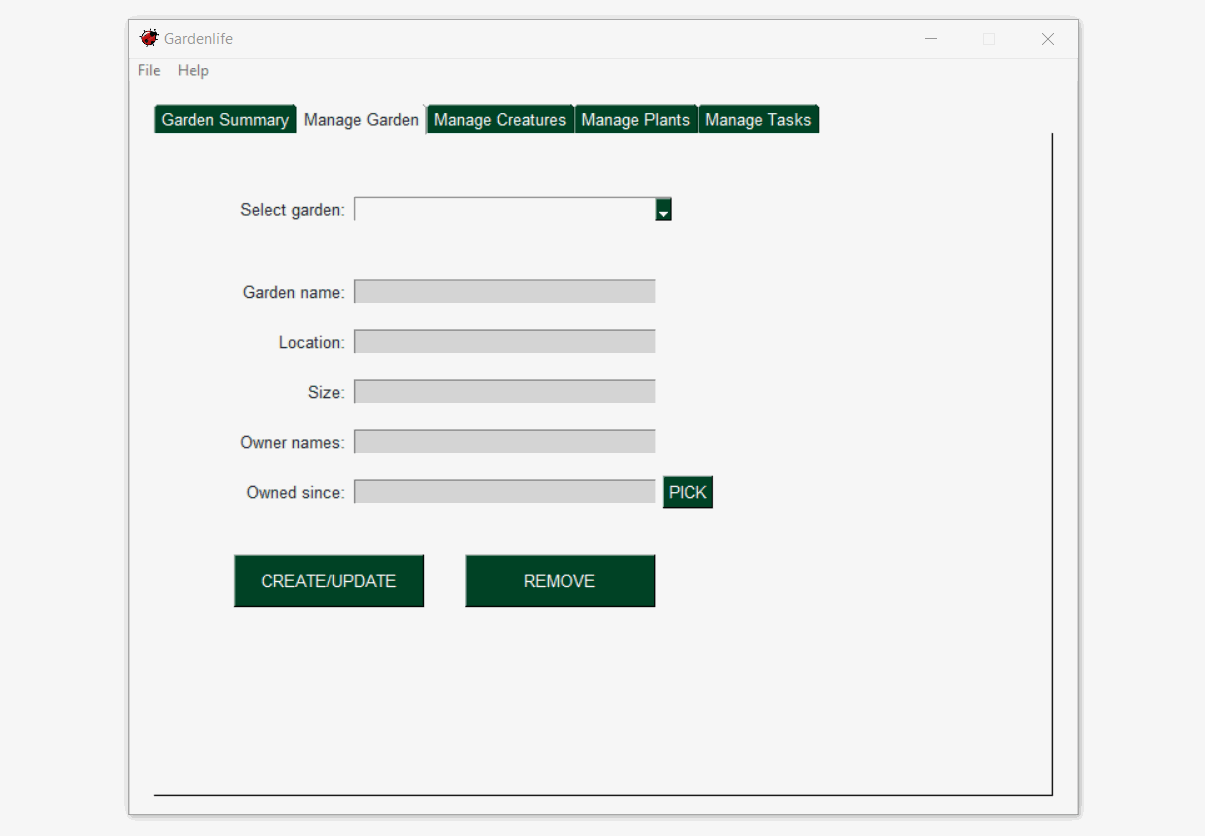 Gardenlife
File Help
Garden Summary Manage Garden Manage Creatures Manage Plants Manage Tasks
Select garden:
Garden name:
Location:
Size:
Owner names:
Owned since: PICK
CREATE/UPDATE REMOVE